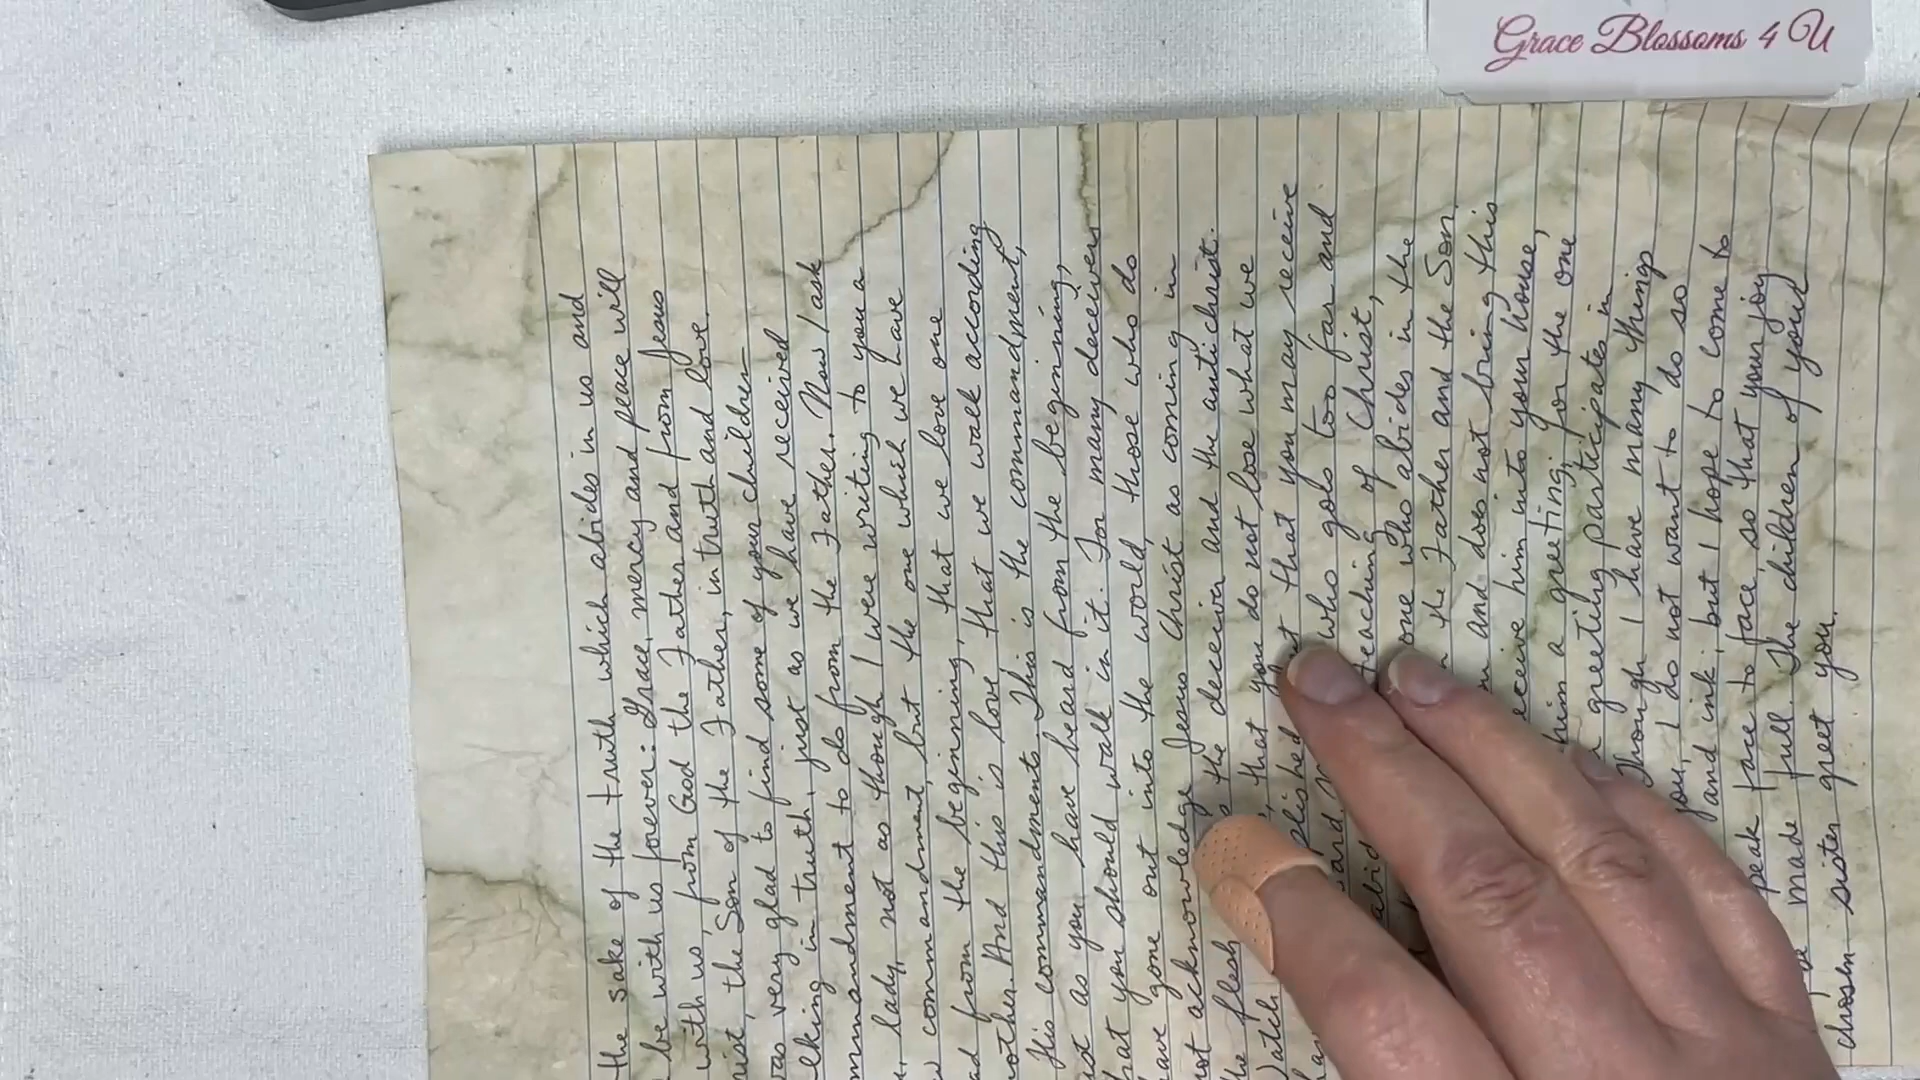 Grace Blossoms 4 U
the sake of the truth which abides in us and
be with us forever: Grace, mercy and peace will
with us, from God the Father and from Jesus
rist, the Son of the Father, in truth and love.
was very glad to find some of your children
lking in truth, just as we have received
mmandment to do from the Father. Now I ask
, lady, not as though I were writing to you a
w commandment, but the one which we have
ad from the beginning, that we love one
nother. And this is love, that we walk according
His commandments. This is the commandment,
ust as you have heard from the beginning,
hat you should walk in it. For many deceivers
have gone out into the world, those who do
not acknowledge Jesus Christ as coming in
the flesh the deceiver and the antichrist.
Watch that you do not lose what we
plished that you may receive
ard who goes too far and
abid teaching of Christ,
one who abides in the
the Father and the Son.
and does not bring this
eceive him into your house,
him a greeting; for the one
a greeting participates in
Though I have many things
you, I do not want to do so
and ink; but I hope to come to
peak face to face, so that your joy
be made full. The children of your
chosen sister greet you.